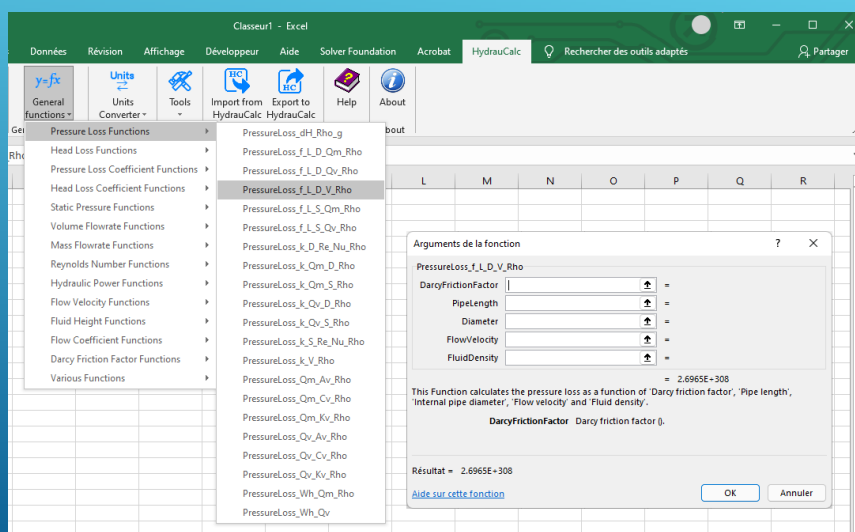 Classeur1 - Excel
Données Révision Affichage Développeur Aide Solver Foundation Acrobat HydrauCalc Rechercher des outils adaptés Partager
y=fx Units HC HC
General Units Tools Import from Export to Help About
functions Converter HydrauCalc HydrauCalc
Ge bout
Rho
Pressure Loss Functions
Head Loss Functions
Pressure Loss Coefficient Functions
Head Loss Coefficient Functions
Static Pressure Functions
Volume Flowrate Functions
Mass Flowrate Functions
Reynolds Number Functions
Hydraulic Power Functions
Flow Velocity Functions
Fluid Height Functions
Flow Coefficient Functions
Darcy Friction Factor Functions
Various Functions
PressureLoss_dH_Rho_g
PressureLoss_f_L_D_Qm_Rho
PressureLoss_f_L_D_Qv_Rho
PressureLoss_f_L_D_V_Rho
PressureLoss_f_L_S_Qm_Rho
PressureLoss_f_L_S_Qv_Rho
PressureLoss_k_D_Re_Nu_Rho
PressureLoss_k_Qm_D_Rho
PressureLoss_k_Qm_S_Rho
PressureLoss_k_Qv_D_Rho
PressureLoss_k_Qv_S_Rho
PressureLoss_k_S_Re_Nu_Rho
PressureLoss_k_V_Rho
PressureLoss_Qm_Av_Rho
PressureLoss_Qm_Cv_Rho
PressureLoss_Qm_Kv_Rho
PressureLoss_Qv_Av_Rho
PressureLoss_Qv_Cv_Rho
PressureLoss_Qv_Kv_Rho
PressureLoss_Wh_Qm_Rho
PressureLoss_Wh_Qv
L M N O P Q R
Arguments de la fonction ? X
PressureLoss_f_L_D_V_Rho
DarcyFrictionFactor =
PipeLength =
Diameter =
FlowVelocity =
FluidDensity =
= 2.6965E+308
This Function calculates the pressure loss as a function of 'Darcy friction factor', 'Pipe length',
'Internal pipe diameter', 'Flow velocity' and 'Fluid density'.
DarcyFrictionFactor Darcy friction factor ().
Résultat = 2.6965E+308
Aide sur cette fonction OK Annuler